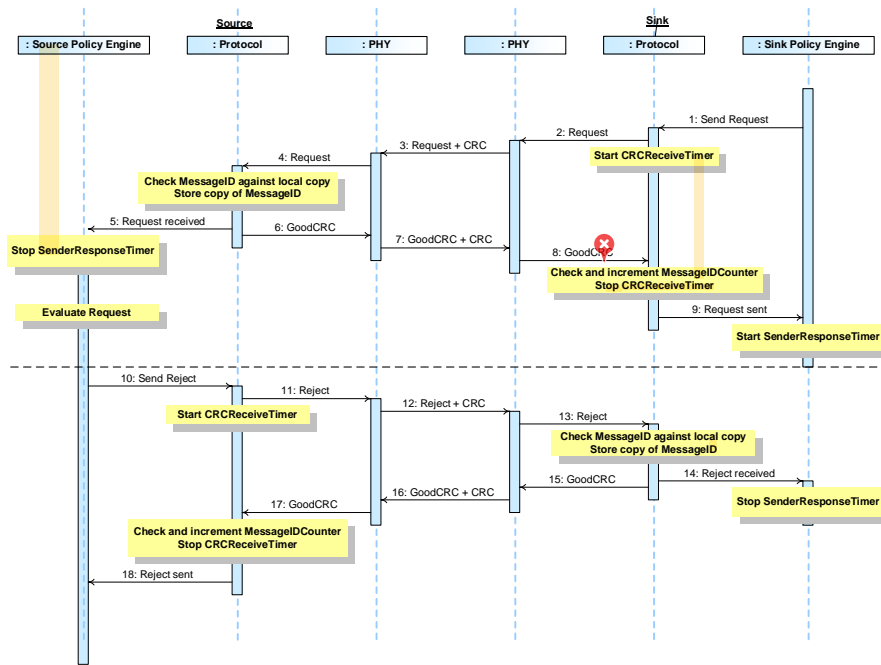 Source
Sink
: Source Policy Engine
: Protocol
: PHY
: PHY
: Protocol
: Sink Policy Engine
1: Send Request
2: Request
3: Request + CRC
Start CRCReceiveTimer
4: Request
Check MessageID against local copy
Store copy of MessageID
5: Request received
6: GoodCRC
7: GoodCRC + CRC
Stop SenderResponseTimer
8: GoodCRC
Check and increment MessageIDCounter
Stop CRCReceiveTimer
Evaluate Request
9: Request sent
Start SenderResponseTimer
10: Send Reject
11: Reject
12: Reject + CRC
Start CRCReceiveTimer
13: Reject
Check MessageID against local copy
Store copy of MessageID
14: Reject received
15: GoodCRC
16: GoodCRC + CRC
Stop SenderResponseTimer
17: GoodCRC
Check and increment MessageIDCounter
Stop CRCReceiveTimer
18: Reject sent